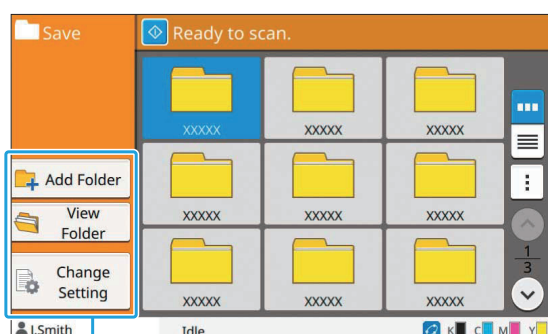 Save
Ready to scan.
XXXXX XXXXX XXXXX
Add Folder
View
Folder
XXXXX XXXXX XXXXX
Change
Setting
1
3
XXXXX XXXXX XXXXX
J.Smith
Idle
K C M Y